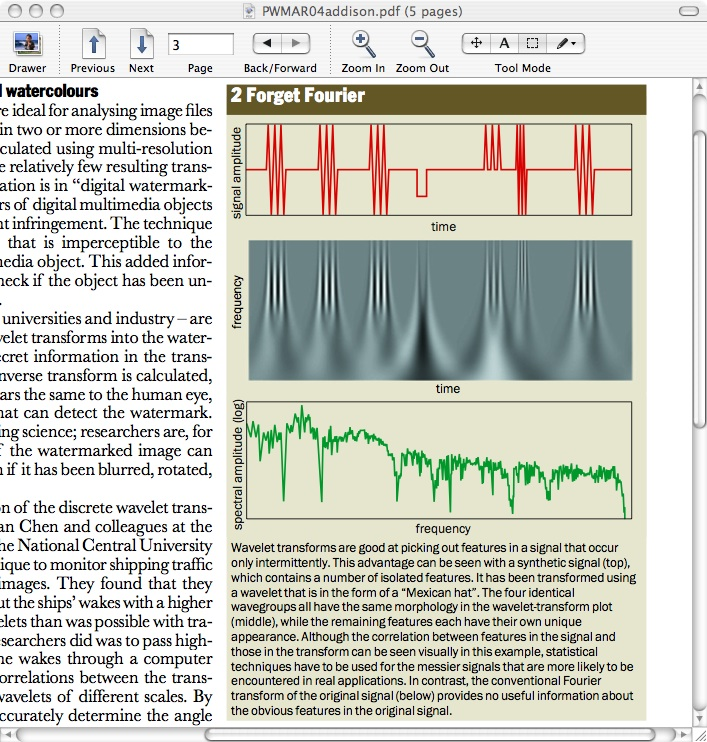 PWMAR04addison.pdf (5 pages)
3
Drawer
Previous
Next
Page
Back/Forward
Zoom In
Zoom Out
A
Tool Mode
l watercolours
re ideal for analysing image files
in two or more dimensions be-
lculated using multi-resolution
e relatively few resulting trans-
ation is in “digital watermark-
rs of digital multimedia objects
nt infringement. The technique
that is imperceptible to the
nedia object. This added infor-
heck if the object has been un-
.
universities and industry – are
velet transforms into the water-
ecret information in the trans-
nverse transform is calculated,
ars the same to the human eye,
hat can detect the watermark.
ing science; researchers are, for
f the watermarked image can
n if it has been blurred, rotated,
on of the discrete wavelet trans-
an Chen and colleagues at the
he National Central University
ique to monitor shipping traffic
images. They found that they
ut the ships’ wakes with a higher
elets than was possible with tra-
esearchers did was to pass high-
ne wakes through a computer
orrelations between the trans-
wavelets of different scales. By
ccurately determine the angle
2 Forget Fourier
signal amplitude
time
frequency
time
spectral amplitude (log)
frequency
Wavelet transforms are good at picking out features in a signal that occur
only intermittently. This advantage can be seen with a synthetic signal (top),
which contains a number of isolated features. It has been transformed using
a wavelet that is in the form of a “Mexican hat”. The four identical
wavegroups all have the same morphology in the wavelet-transform plot
(middle), while the remaining features each have their own unique
appearance. Although the correlation between features in the signal and
those in the transform can be seen visually in this example, statistical
techniques have to be used for the messier signals that are more likely to be
encountered in real applications. In contrast, the conventional Fourier
transform of the original signal (below) provides no useful information about
the obvious features in the original signal.